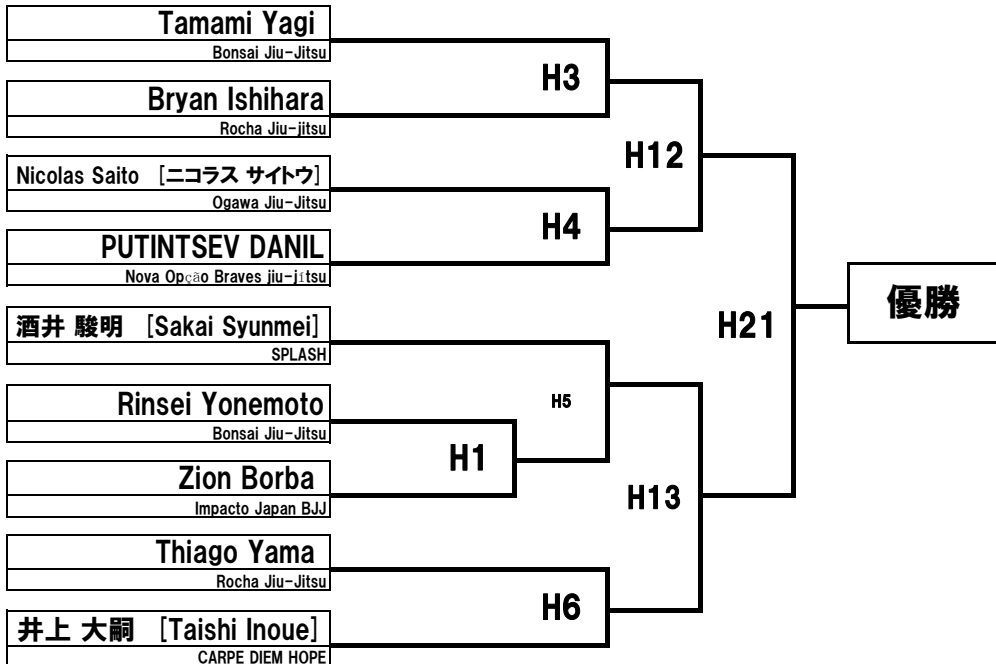 Tamami Yagi
Bonsai Jiu-Jitsu
Bryan Ishihara
Rocha Jiu-jitsu
Nicolas Saito [ニコラス サイトウ]
Ogawa Jiu-Jitsu
PUTINTSEV DANIL
Nova Opção Braves jiu-jítsu
酒井 駿明 [Sakai Syunmei]
SPLASH
Rinsei Yonemoto
Bonsai Jiu-Jitsu
Zion Borba
Impacto Japan BJJ
Thiago Yama
Rocha Jiu-Jitsu
井上 大嗣 [Taishi Inoue]
CARPE DIEM HOPE
H3
H4
H5
H1
H6
H12
H13
H21
優勝